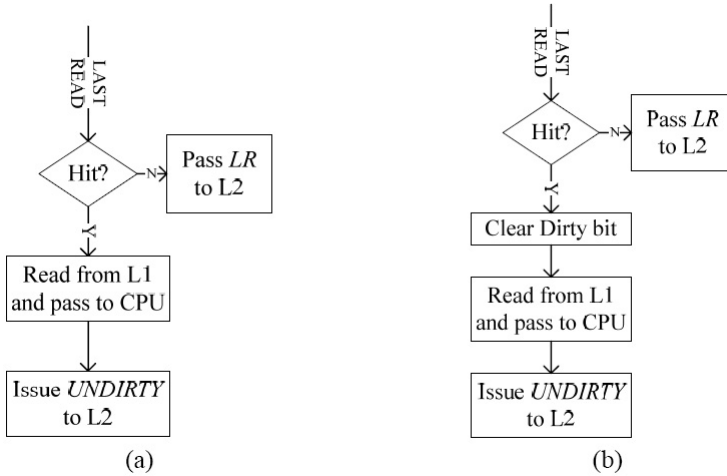 LAST
READ
Hit?
N
Pass LR
to L2
Y
Read from L1
and pass to CPU
Issue UNDIRTY
to L2
(a)
LAST
READ
Hit?
N
Pass LR
to L2
Y
Clear Dirty bit
Read from L1
and pass to CPU
Issue UNDIRTY
to L2
(b)